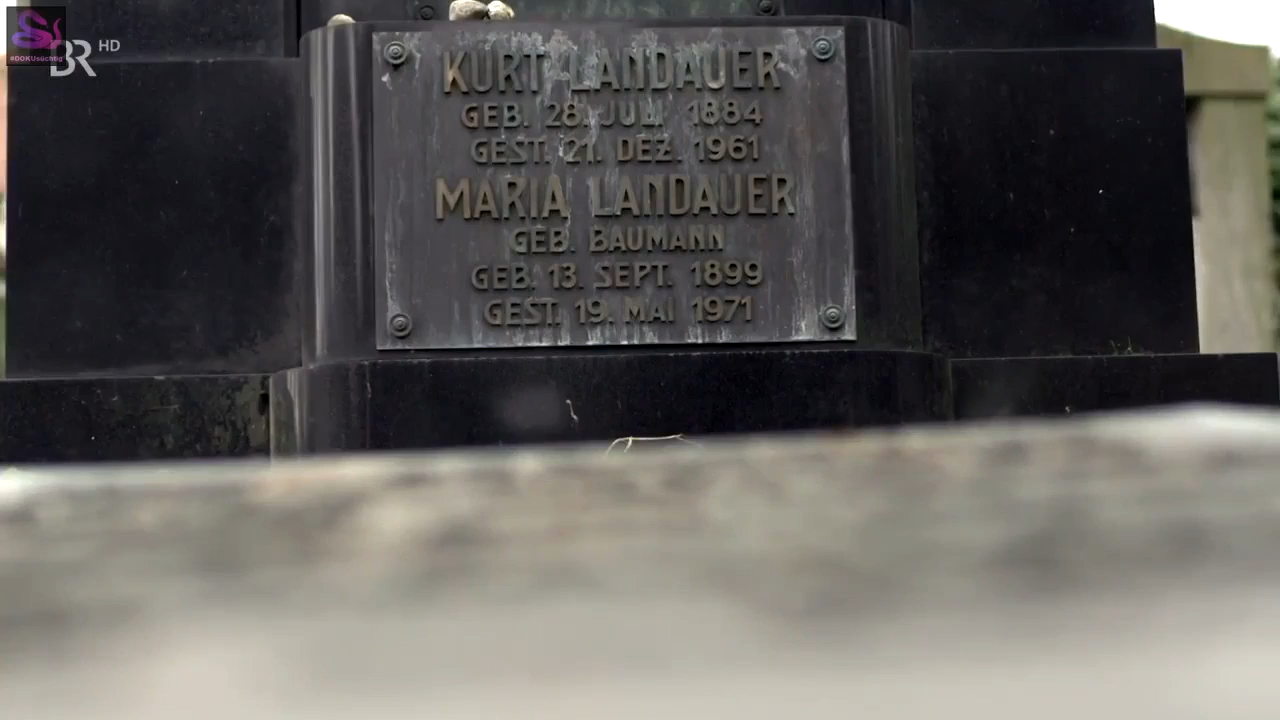 BR HD
#DOKUsüchtig
KURT LANDAUER
GEB. 28. JULI 1884
GEST. 21. DEZ. 1961
MARIA LANDAUER
GEB. BAUMANN
GEB. 13. SEPT. 1899
GEST. 19. MAI 1971